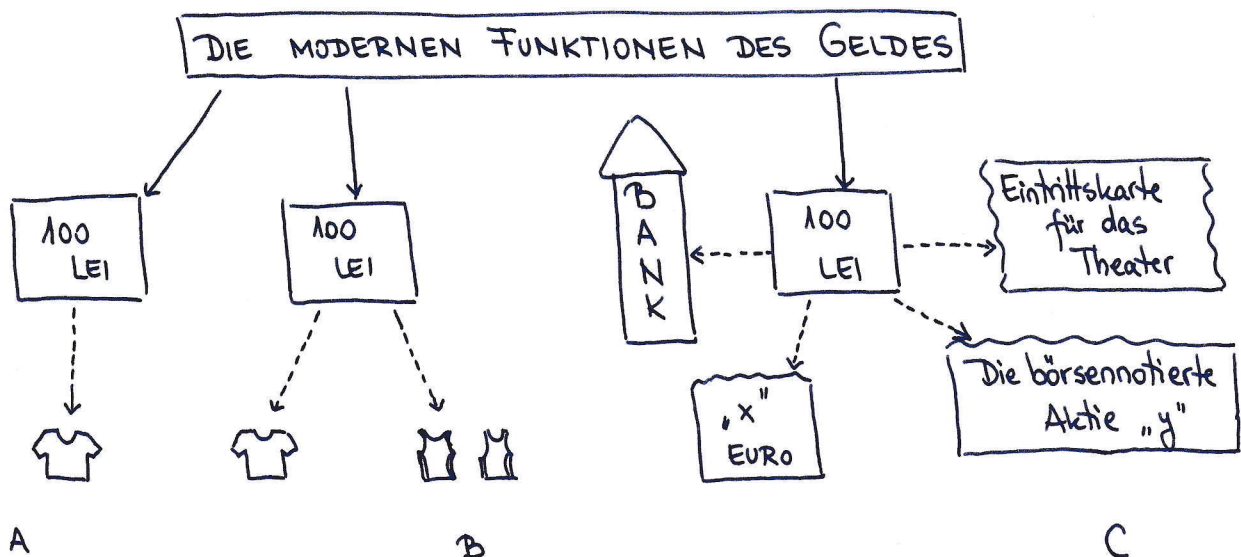 DIE MODERNEN FUNKTIONEN DES GELDES
100
LEI
100
LEI
BANK
100
LEI
Eintrittskarte
für das
Theater
„x"
EURO
Die börsennotierte
Aktie „y"
A
B
C